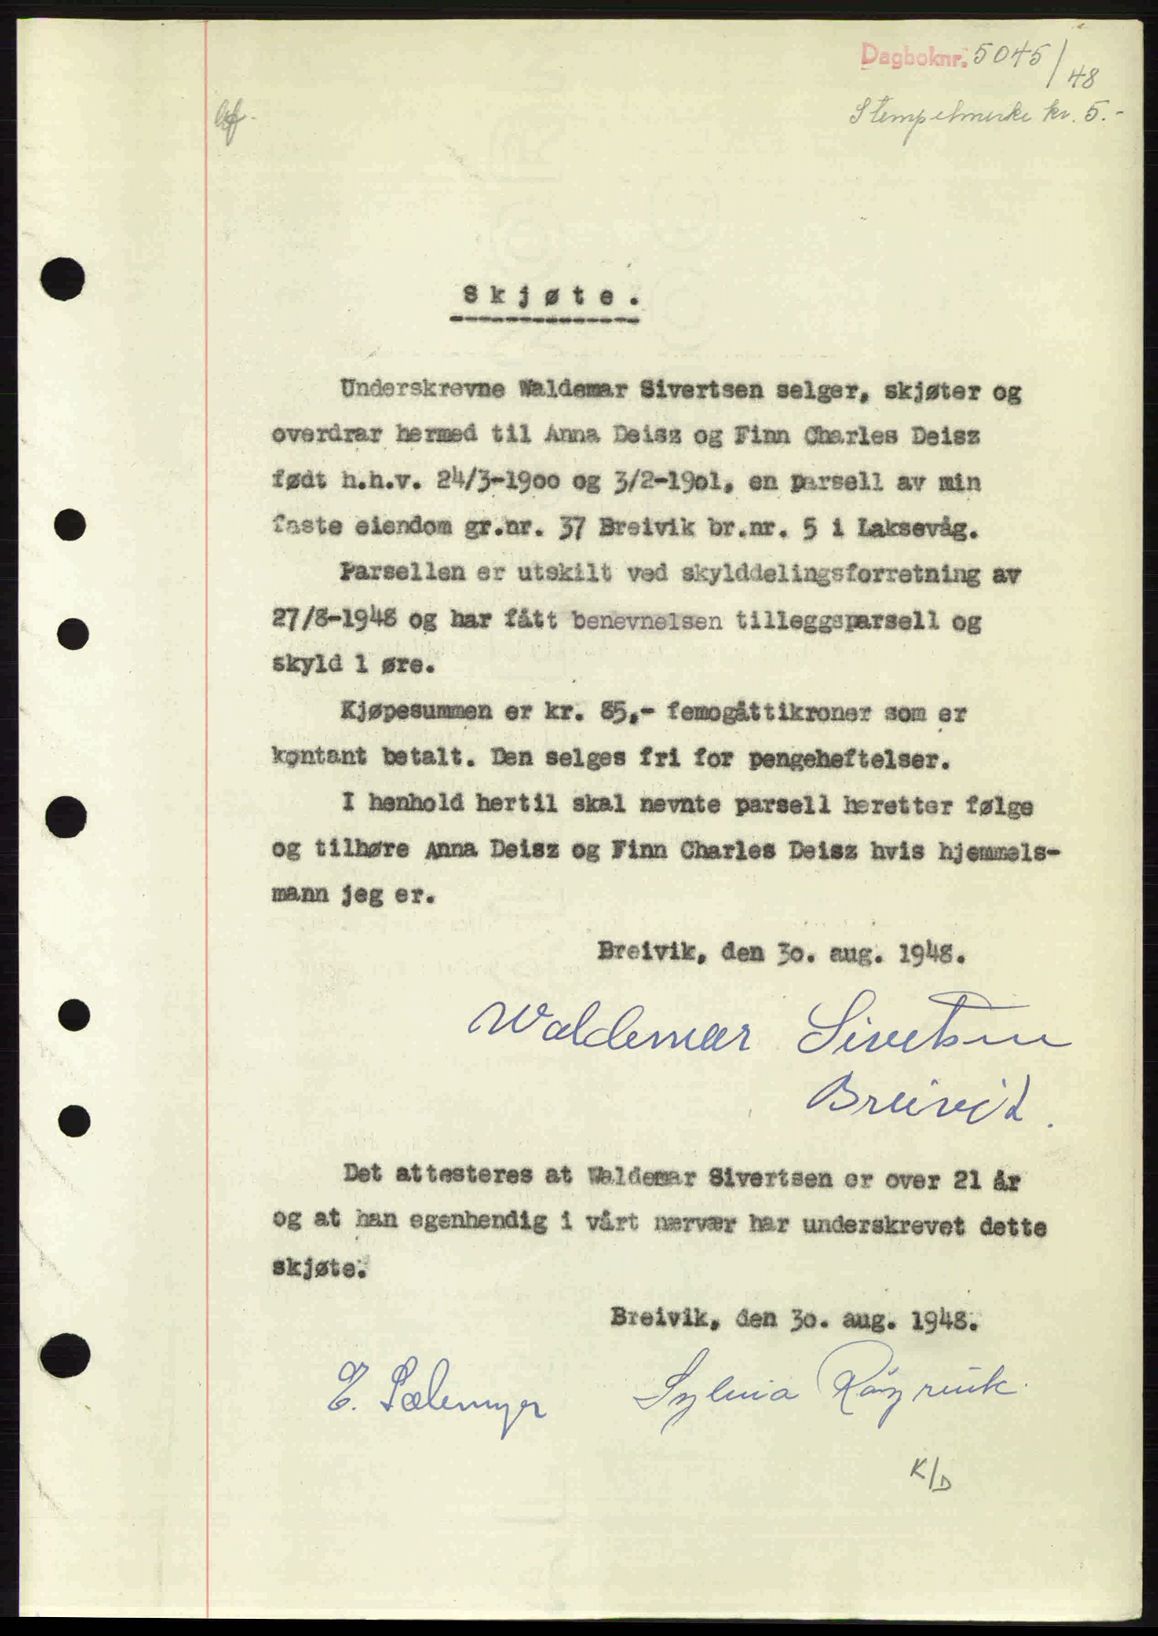 Dagboknr. 5045/48
Stempelmerke kr. 5.-
Skjøte.
Underskrevne Waldemar Sivertsen selger, skjøter og
overdrar hermed til Anna Deisz og Finn Charles Deisz
født h.h.v. 24/3-1900 og 3/2-1901, en parsell av min
faste eiendom gr.nr. 37 Breivik br.nr. 5 i Laksevåg.
Parsellen er utskilt ved skylddelingsforretning av
27/8-1948 og har fått benevnelsen tilleggsparsell og
skyld 1 øre.
Kjøpesummen er kr. 85,- femogåttikroner som er
kontant betalt. Den selges fri for pengeheftelser.
I henhold hertil skal nevnte parsell heretter følge
og tilhøre Anna Deisz og Finn Charles Deisz hvis hjemmels-
mann jeg er.
Breivik, den 30. aug. 1948.
Waldemar Sivertsen
Breivik.
Det attesteres at Waldemar Sivertsen er over 21 år
og at han egenhendig i vårt nærvær har underskrevet dette
skjøte.
Breivik, den 30. aug. 1948.
E. Sylvia
K/D